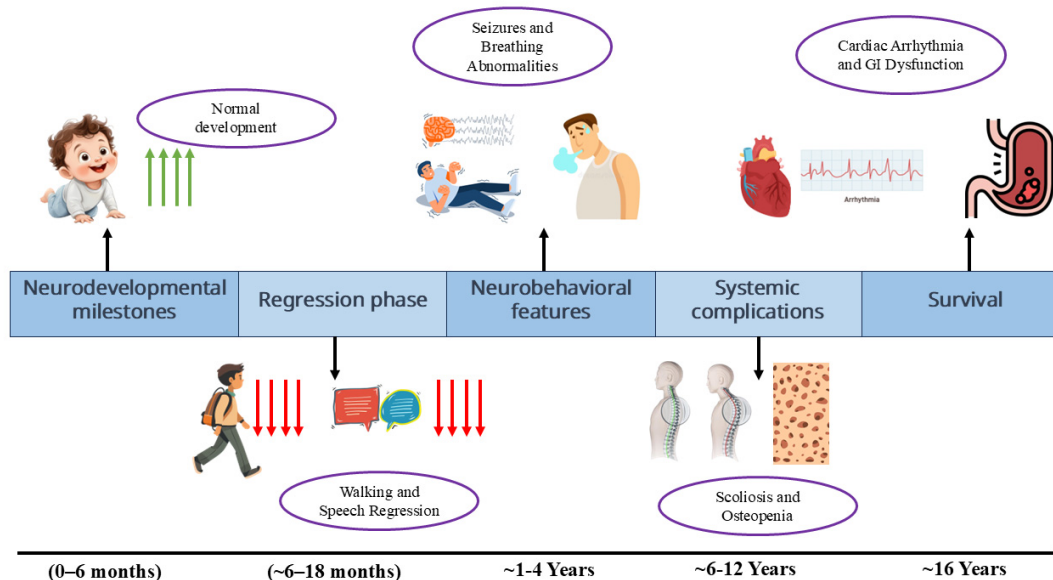 Seizures and
Breathing
Abnormalities
Cardiac Arrhythmia
and GI Dysfunction
Normal
development
Arrhythmia
Neurodevelopmental
milestones
Regression phase
Neurobehavioral
features
Systemic
complications
Survival
Walking and
Speech Regression
Scoliosis and
Osteopenia
(0–6 months)
(~6–18 months)
~1-4 Years
~6-12 Years
~16 Years